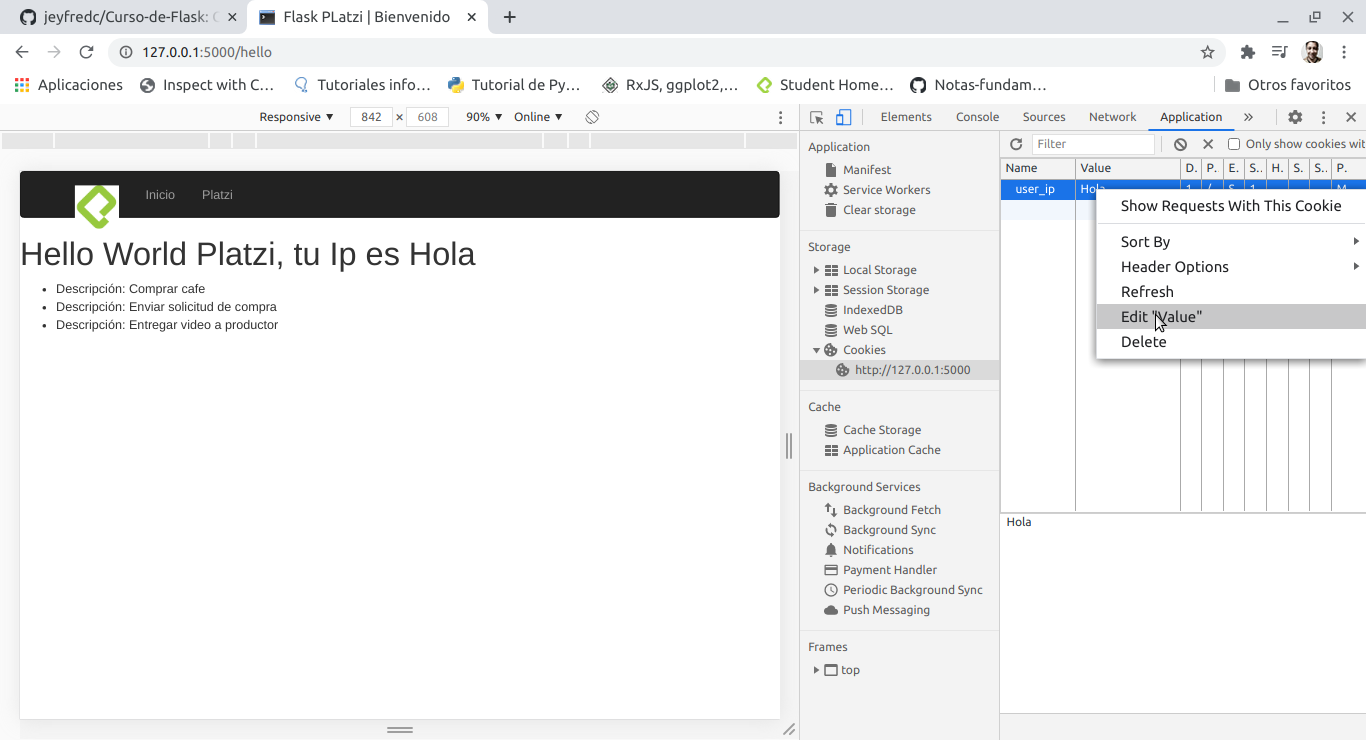 jeyfredc/Curso-de-Flask: C
Flask PLatzi | Bienvenido
127.0.0.1:5000/hello
Aplicaciones
Inspect with C…
Tutoriales info…
Tutorial de Py…
RxJS, ggplot2,…
Student Home…
Notas-fundam…
Otros favoritos
Responsive ▼ 842 × 608 90% ▼ Online ▼
Elements Console Sources Network Application »
Inicio Platzi
Hello World Platzi, tu Ip es Hola
• Descripción: Comprar cafe
• Descripción: Enviar solicitud de compra
• Descripción: Entregar video a productor
Application
Manifest
Service Workers
Clear storage
Storage
Local Storage
Session Storage
IndexedDB
Web SQL
Cookies
http://127.0.0.1:5000
Cache
Cache Storage
Application Cache
Background Services
Background Fetch
Background Sync
Notifications
Payment Handler
Periodic Background Sync
Push Messaging
Frames
top
Filter
Only show cookies wit
Name Value D. P. E. S.. H. S. S.. P.
user_ip Hola
Show Requests With This Cookie
Sort By
Header Options
Refresh
Edit "Value"
Delete
Hola